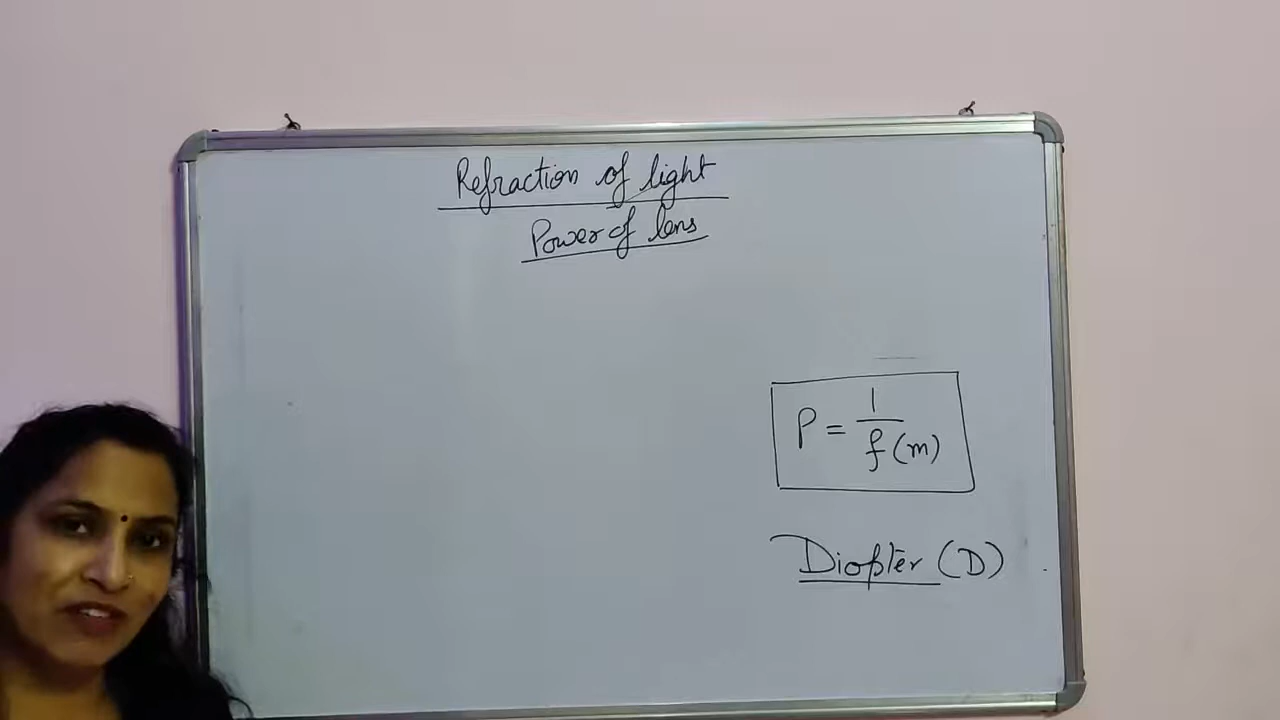 Refraction of light
Power of lens
P = 1/f(m)
Diopter (D)